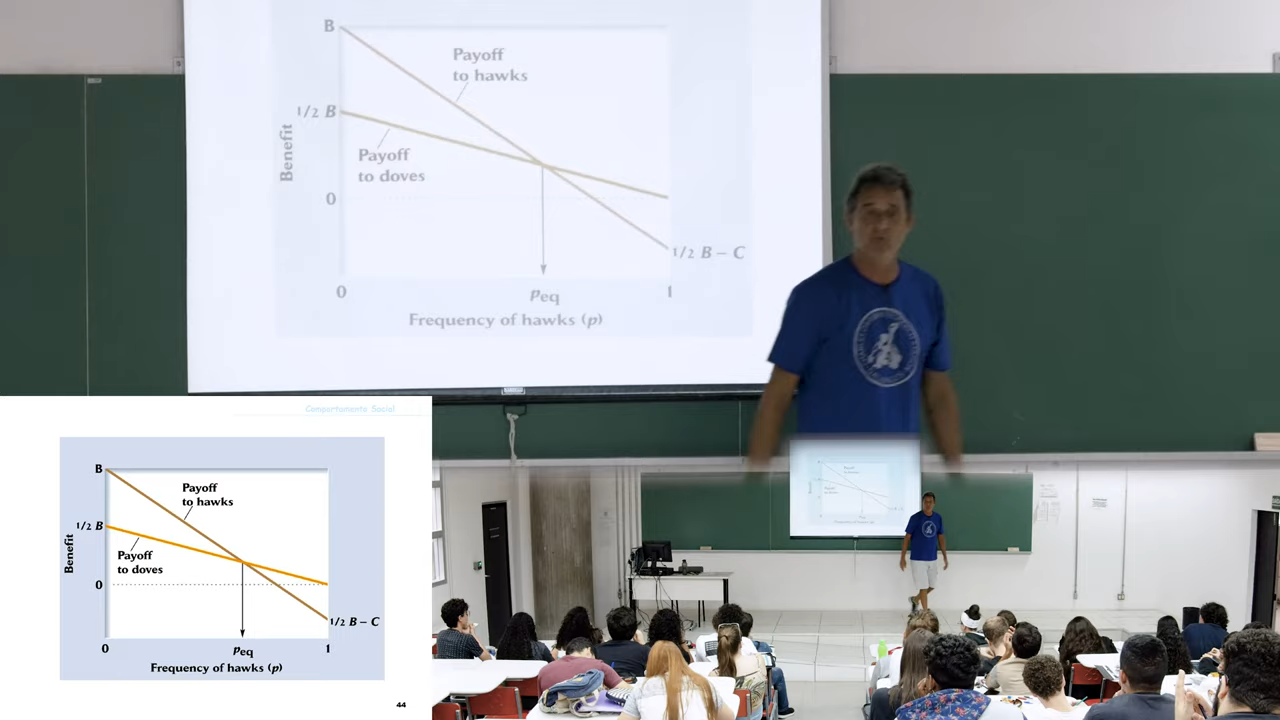 B
Payoff
to hawks
1/2 B
Benefit
Payoff
to doves
0
1/2 B – C
0
peq
1
Frequency of hawks (p)
Comportamento Social
B
Payoff
to hawks
1/2 B
Benefit
Payoff
to doves
0
1/2 B – C
0
peq
1
Frequency of hawks (p)
44